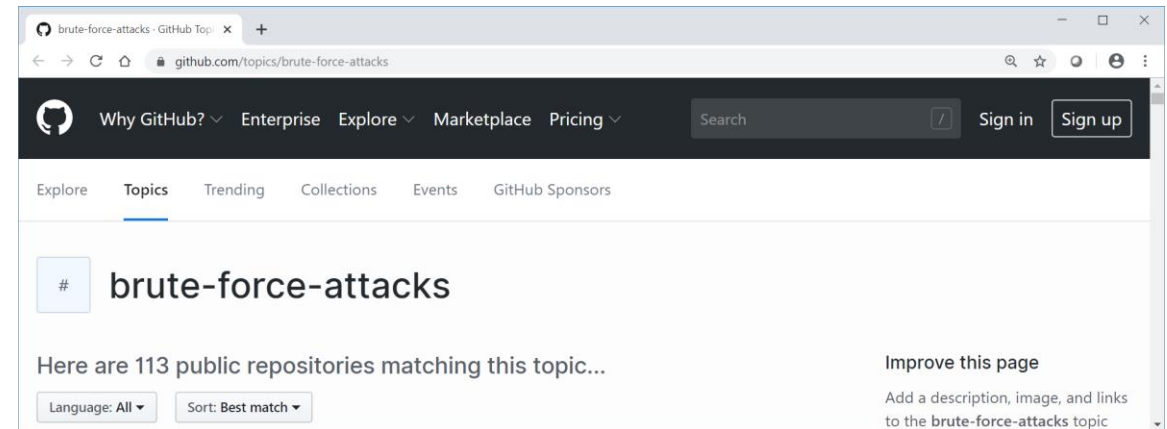 brute-force-attacks · GitHub Top
github.com/topics/brute-force-attacks
Why GitHub? Enterprise Explore Marketplace Pricing Search / Sign in Sign up
Explore Topics Trending Collections Events GitHub Sponsors
# brute-force-attacks
Here are 113 public repositories matching this topic...
Language: All Sort: Best match
Improve this page
Add a description, image, and links
to the brute-force-attacks topic